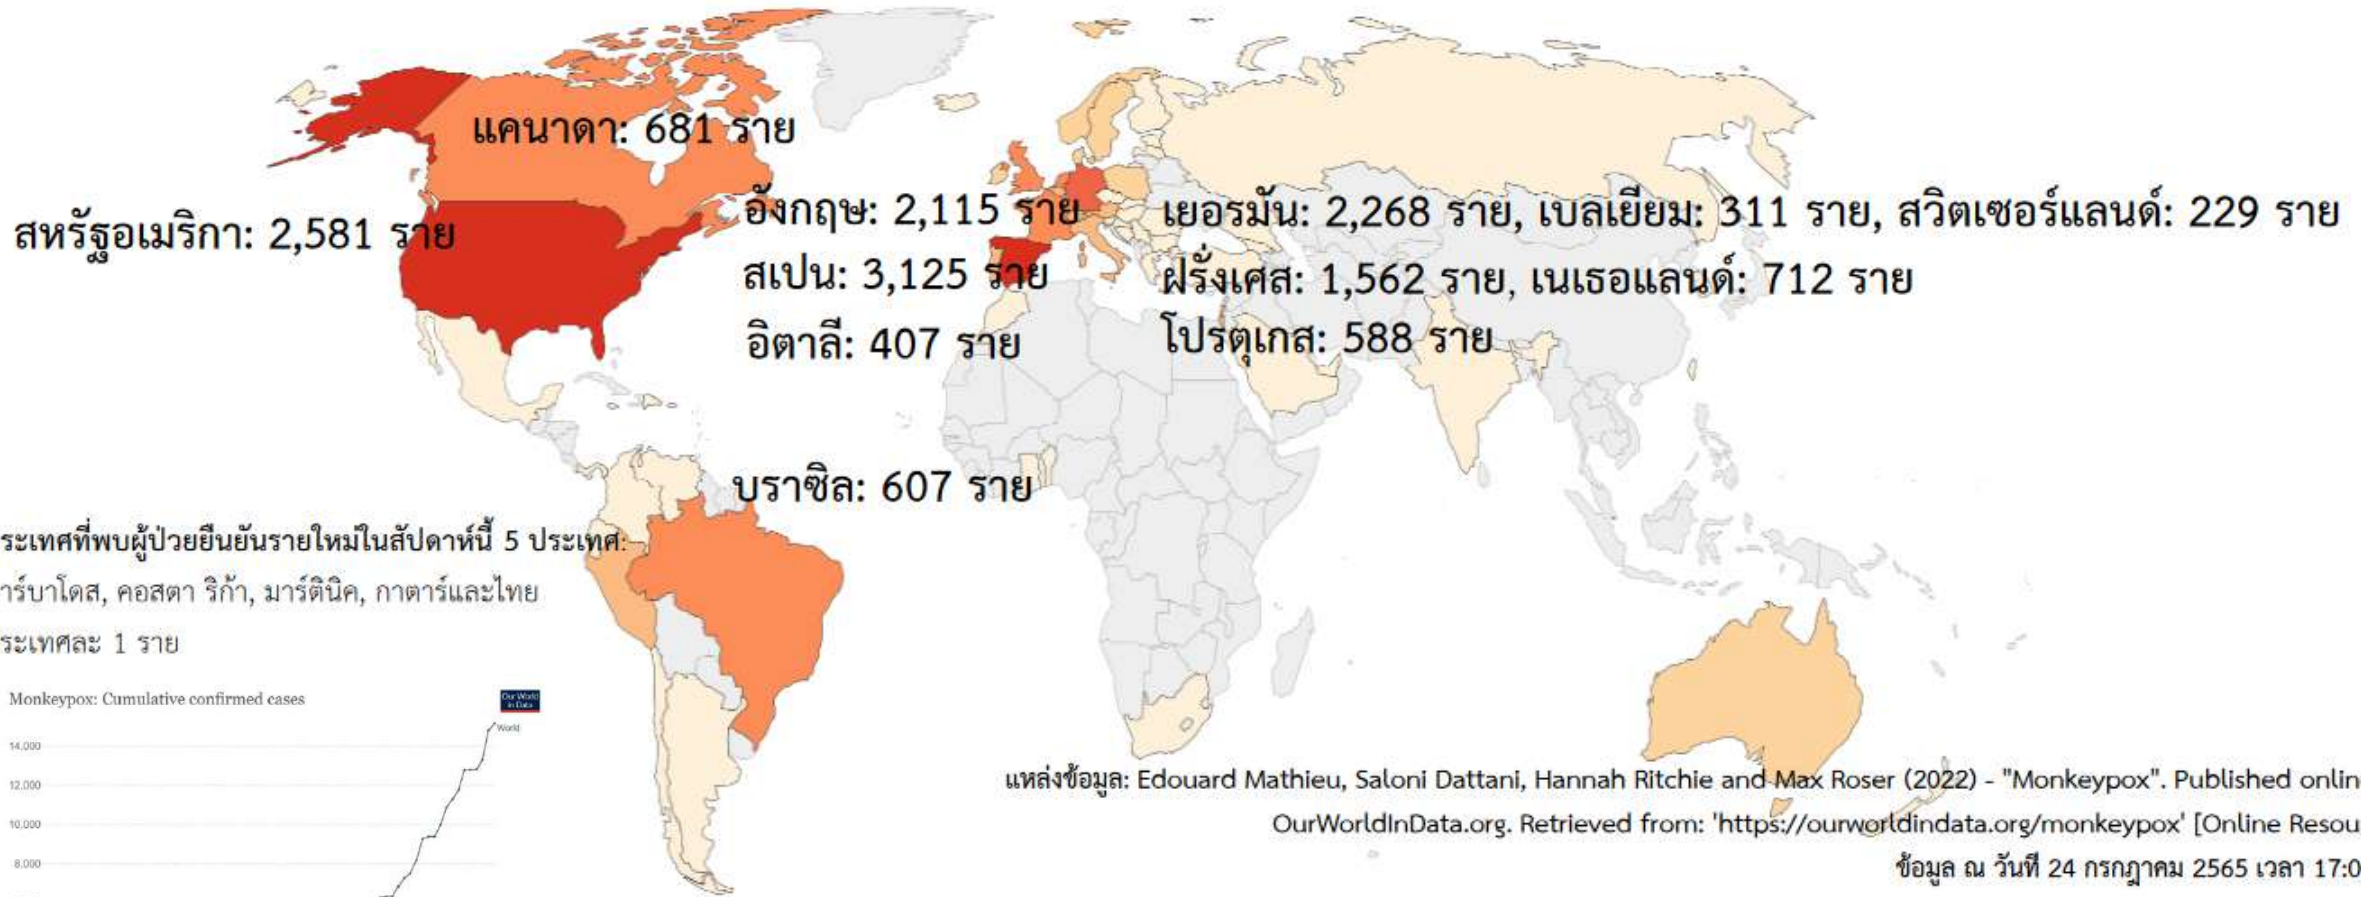 แคนาดา: 681 ราย
สหรัฐอเมริกา: 2,581 ราย
อังกฤษ: 2,115 ราย
สเปน: 3,125 ราย
อิตาลี: 407 ราย
เยอรมัน: 2,268 ราย, เบลเยียม: 311 ราย, สวิตเซอร์แลนด์: 229 ราย
ฝรั่งเศส: 1,562 ราย, เนเธอแลนด์: 712 ราย
โปรตุเกส: 588 ราย
บราซิล: 607 ราย
ระเทศที่พบผู้ป่วยยืนยันรายใหม่ในสัปดาห์นี้ 5 ประเทศ:
าร์บาโดส, คอสตา ริก้า, มาร์ตินิค, กาตาร์และไทย
ระเทศละ 1 ราย
Monkeypox: Cumulative confirmed cases
Our World
in Data
World
14,000
12,000
10,000
8,000
แหล่งข้อมูล: Edouard Mathieu, Saloni Dattani, Hannah Ritchie and Max Roser (2022) - "Monkeypox". Published onlin
OurWorldInData.org. Retrieved from: 'https://ourworldindata.org/monkeypox' [Online Resou
ข้อมูล ณ วันที่ 24 กรกฎาคม 2565 เวลา 17:0